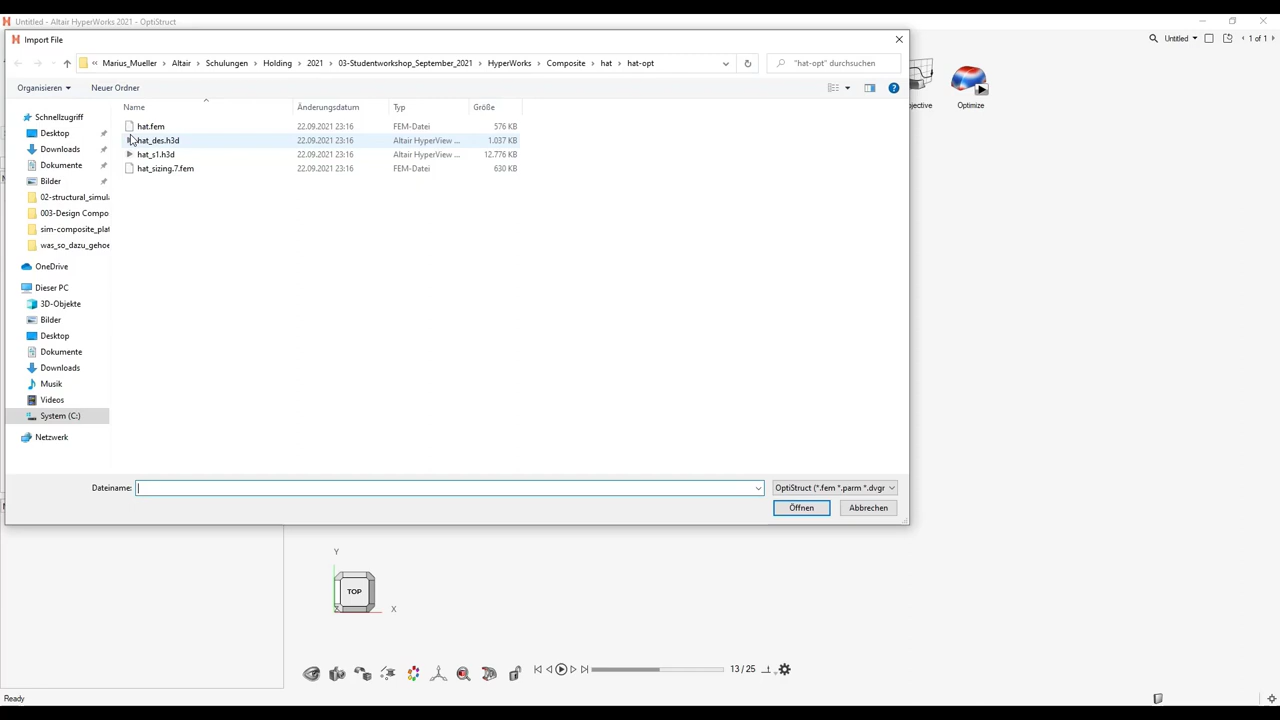 Untitled - Altair HyperWorks 2021 - OptiStruct
Import File
Untitled
1 of 1
« Marius_Mueller › Altair › Schulungen › Holding › 2021 › 03-Studentworkshop_September_2021 › HyperWorks › Composite › hat › hat-opt
"hat-opt" durchsuchen
Organisieren
Neuer Ordner
Optimize
Name Änderungsdatum Typ Größe
Schnellzugriff
hat.fem 22.09.2021 23:16 FEM-Datei 576 KB
Desktop
hat_des.h3d 22.09.2021 23:16 Altair HyperView ... 1.037 KB
Downloads
hat_s1.h3d 22.09.2021 23:16 Altair HyperView ... 12.776 KB
Dokumente
hat_sizing.7.fem 22.09.2021 23:16 FEM-Datei 630 KB
Bilder
02-structural_simul
003-Design Compo
sim-composite_plat
was_so_dazu_gehoe
OneDrive
Dieser PC
3D-Objekte
Bilder
Desktop
Dokumente
Downloads
Musik
Videos
System (C:)
Netzwerk
Dateiname:
OptiStruct (*.fem *.parm *.dvgr
Öffnen
Abbrechen
Y
TOP
X
13 / 25
Ready